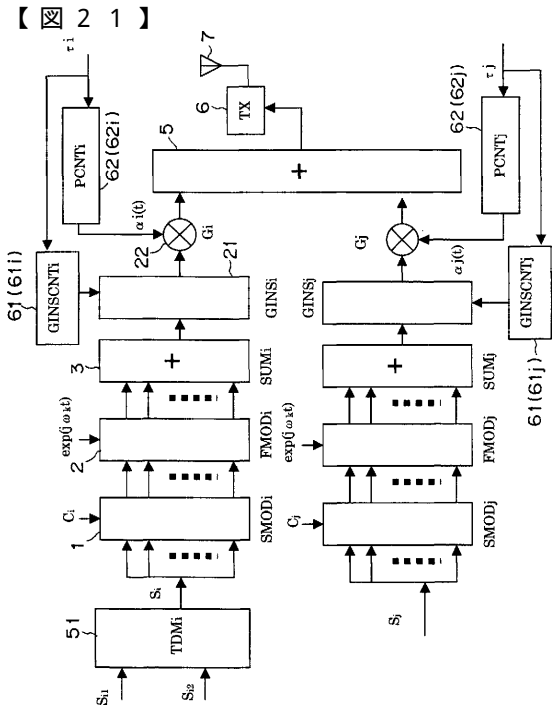 【図21】
τi
PCNTi
62(62i)
61(61i)
GINSCNTi
αi(t)
22
Gi
21
GINSi
3
+
SUMi
exp(jωkt)
2
FMODi
Ci
1
SMODi
Si
51
TDMi
Si1
Si2
5
+
6
TX
7
τj
62(62j)
PCNTj
αj(t)
Gj
GINSj
GINSCNTj
61(61j)
+
SUMj
exp(jωkt)
FMODj
Cj
SMODj
Sj